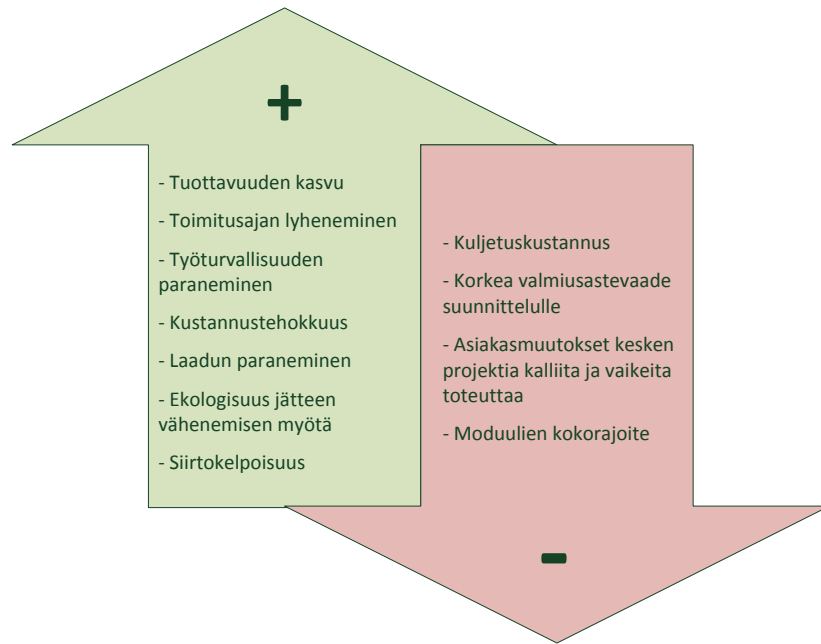 +
- Tuottavuuden kasvu
- Toimitusajan lyheneminen
- Työturvallisuuden
paraneminen
- Kustannustehokkuus
- Laadun paraneminen
- Ekologisuus jätteen
vähenemisen myötä
- Siirtokelpoisuus
- Kuljetuskustannus
- Korkea valmiusastevaade
suunnittelulle
- Asiakasmuutokset kesken
projektia kalliita ja vaikeita
toteuttaa
- Moduulien kokorajoite
-